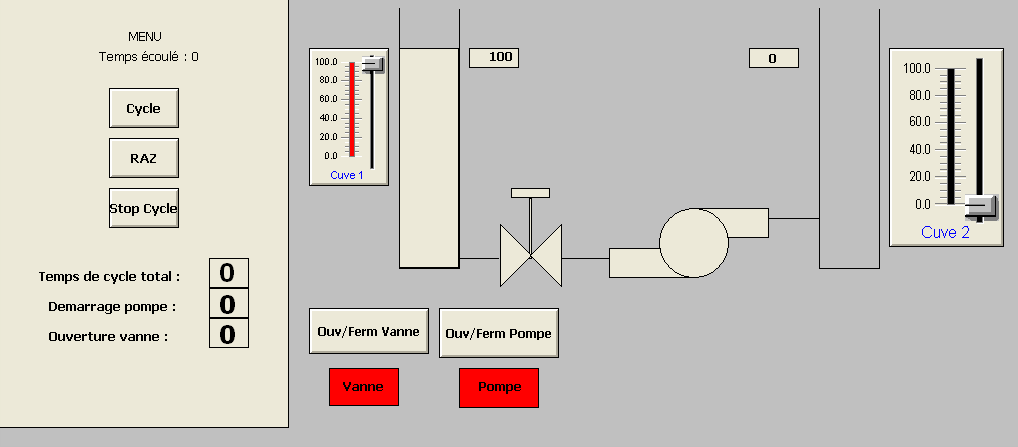 MENU
Temps écoulé : 0
Cycle
RAZ
Stop Cycle
Temps de cycle total : 0
Demarrage pompe : 0
Ouverture vanne : 0
100.0
80.0
60.0
40.0
20.0
0.0
Cuve 1
100
0
100.0
80.0
60.0
40.0
20.0
0.0
Cuve 2
Ouv/Ferm Vanne
Ouv/Ferm Pompe
Vanne
Pompe